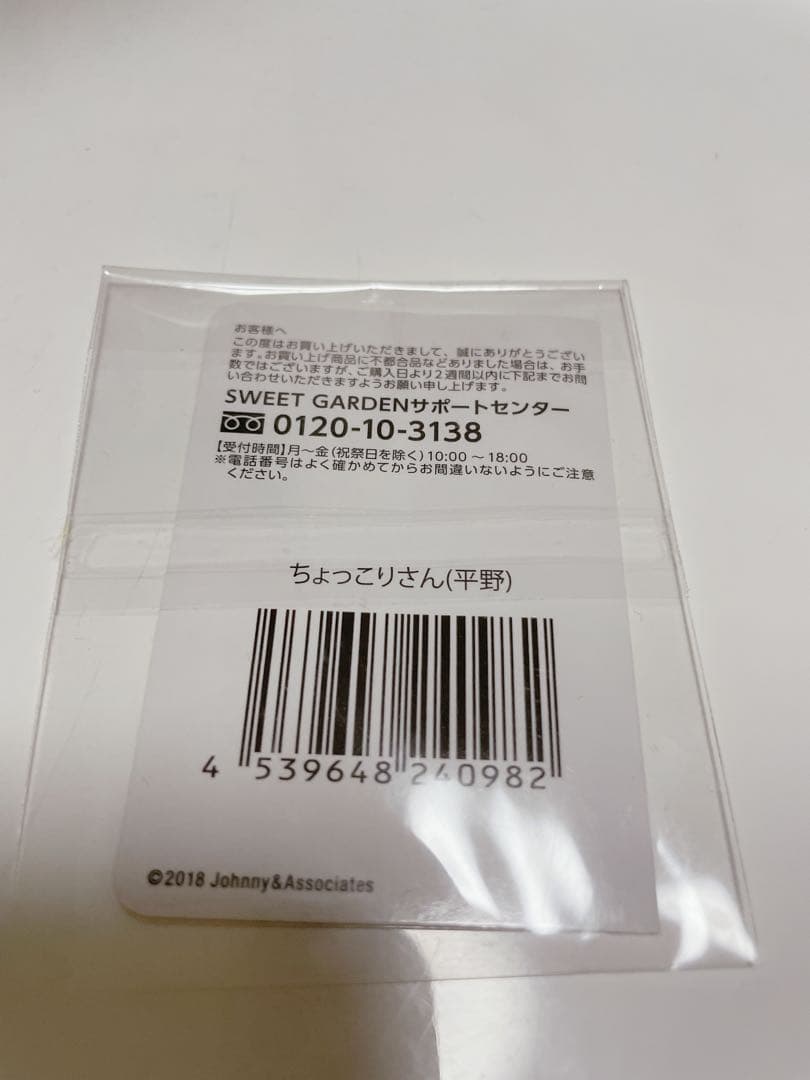 お客様へ
この度はお買い上げいただきまして、誠にありがとうござい
ます。お買い上げ商品に不都合品などありました場合は、お手
数ではございますが、ご購入日より2週間以内に下記までお問
い合わせいただきますようお願い申し上げます。
SWEET GARDENサポートセンター
0120-10-3138
【受付時間】月～金(祝祭日を除く)10:00～18:00
※電話番号はよく確かめてからお間違いないようにご注意
ください。
ちょっこりさん(平野)
4 539648 240982
©2018 Johnny&Associates